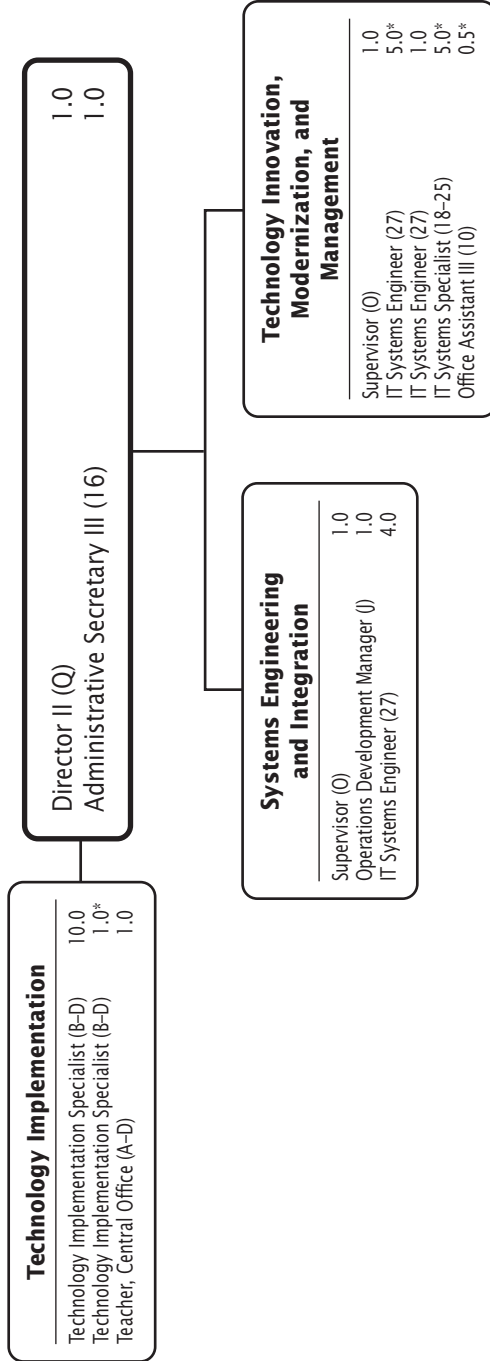 Director II (Q) 1.0
Administrative Secretary III (16) 1.0
Technology Implementation
Technology Implementation Specialist (B–D) 10.0
Technology Implementation Specialist (B–D) 1.0*
Teacher, Central Office (A–D) 1.0
Systems Engineering
and Integration
Supervisor (O) 1.0
Operations Development Manager (J) 1.0
IT Systems Engineer (27) 4.0
Technology Innovation,
Modernization, and
Management
Supervisor (O) 1.0
IT Systems Engineer (27) 5.0*
IT Systems Engineer (27) 1.0
IT Systems Specialist (18–25) 5.0*
Office Assistant III (10) 0.5*